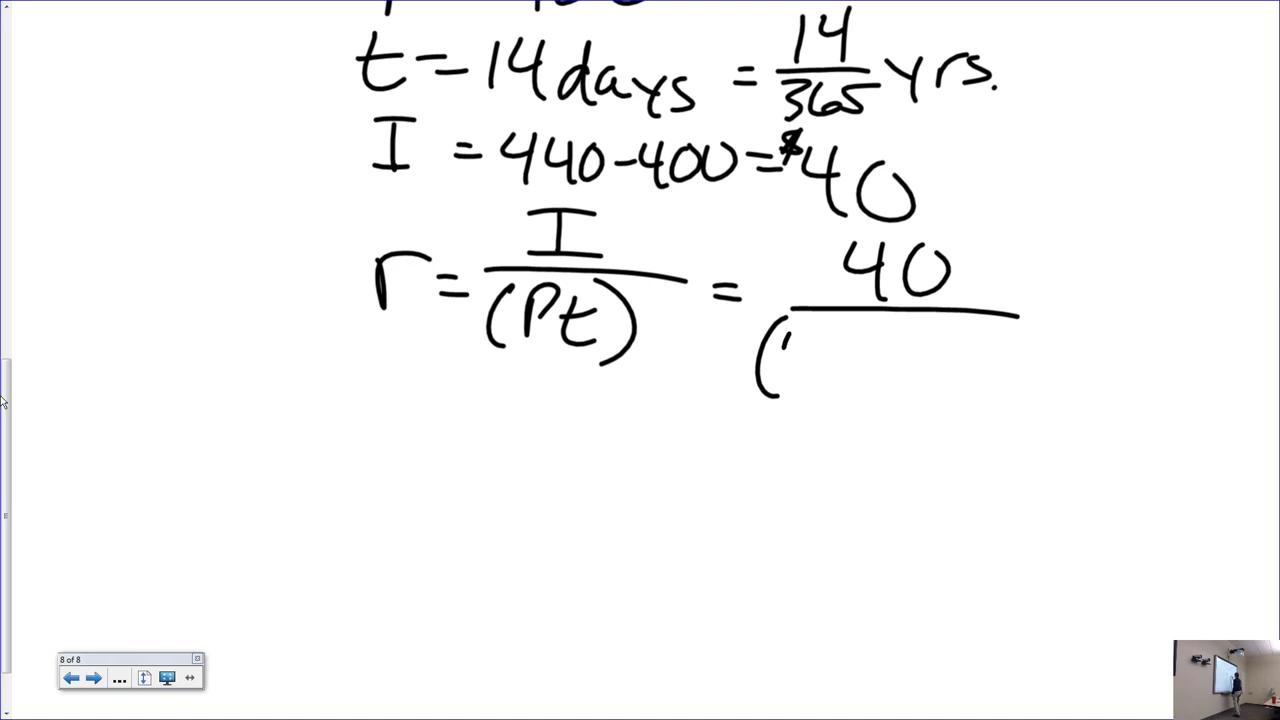 t = 14 days = 14/365 yrs.
I = 440-400 = $40
r = I/(Pt) = 40/(
8 of 8